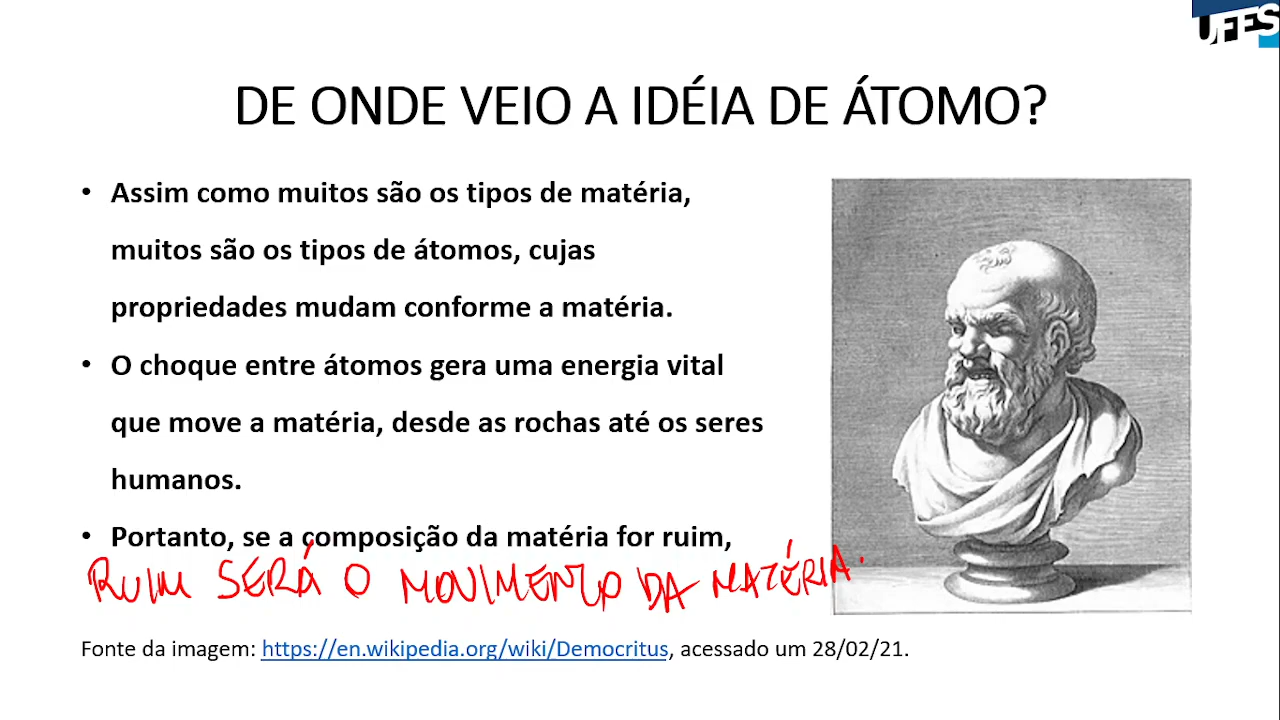 UFES
DE ONDE VEIO A IDÉIA DE ÁTOMO?
• Assim como muitos são os tipos de matéria,
muitos são os tipos de átomos, cujas
propriedades mudam conforme a matéria.
• O choque entre átomos gera uma energia vital
que move a matéria, desde as rochas até os seres
humanos.
• Portanto, se a composição da matéria for ruim,
RUIM SERÁ O MOVIMENTO DA MATÉRIA.
Fonte da imagem: https://en.wikipedia.org/wiki/Democritus, acessado um 28/02/21.